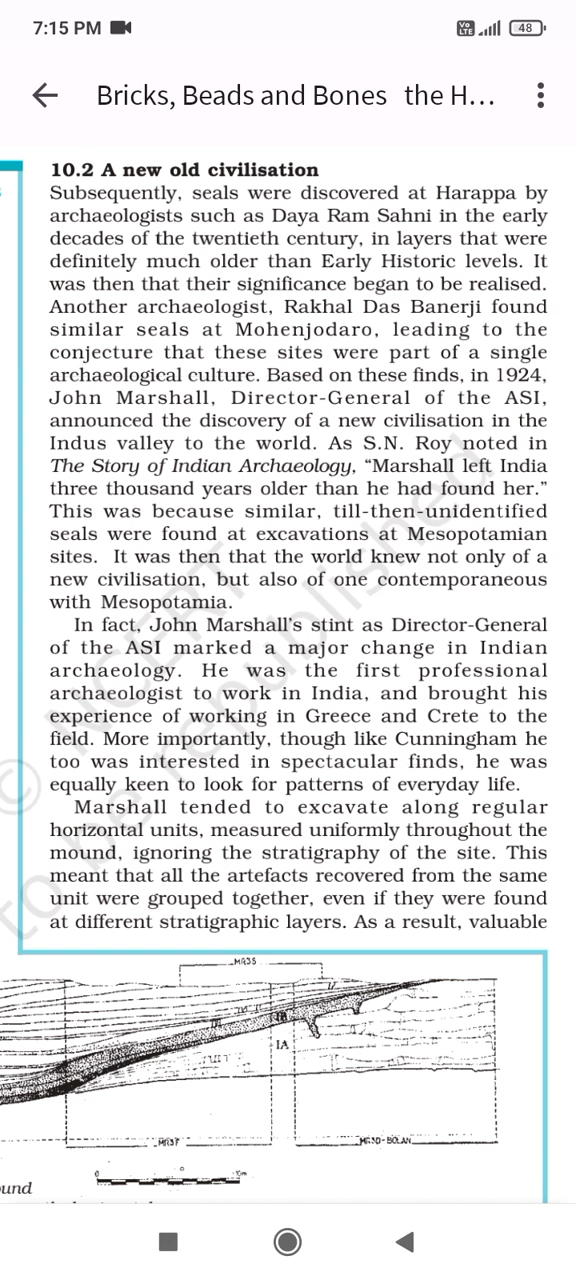 7:15 PM
Vo LTE 48
Bricks, Beads and Bones the H...
10.2 A new old civilisation
Subsequently, seals were discovered at Harappa by
archaeologists such as Daya Ram Sahni in the early
decades of the twentieth century, in layers that were
definitely much older than Early Historic levels. It
was then that their significance began to be realised.
Another archaeologist, Rakhal Das Banerji found
similar seals at Mohenjodaro, leading to the
conjecture that these sites were part of a single
archaeological culture. Based on these finds, in 1924,
John Marshall, Director-General of the ASI,
announced the discovery of a new civilisation in the
Indus valley to the world. As S.N. Roy noted in
The Story of Indian Archaeology, “Marshall left India
three thousand years older than he had found her.”
This was because similar, till-then-unidentified
seals were found at excavations at Mesopotamian
sites. It was then that the world knew not only of a
new civilisation, but also of one contemporaneous
with Mesopotamia.
In fact, John Marshall’s stint as Director-General
of the ASI marked a major change in Indian
archaeology. He was the first professional
archaeologist to work in India, and brought his
experience of working in Greece and Crete to the
field. More importantly, though like Cunningham he
too was interested in spectacular finds, he was
equally keen to look for patterns of everyday life.
Marshall tended to excavate along regular
horizontal units, measured uniformly throughout the
mound, ignoring the stratigraphy of the site. This
meant that all the artefacts recovered from the same
unit were grouped together, even if they were found
at different stratigraphic layers. As a result, valuable
© NCERT
to be republished
MR35
IA
MR37
-BOLAN
0
ound